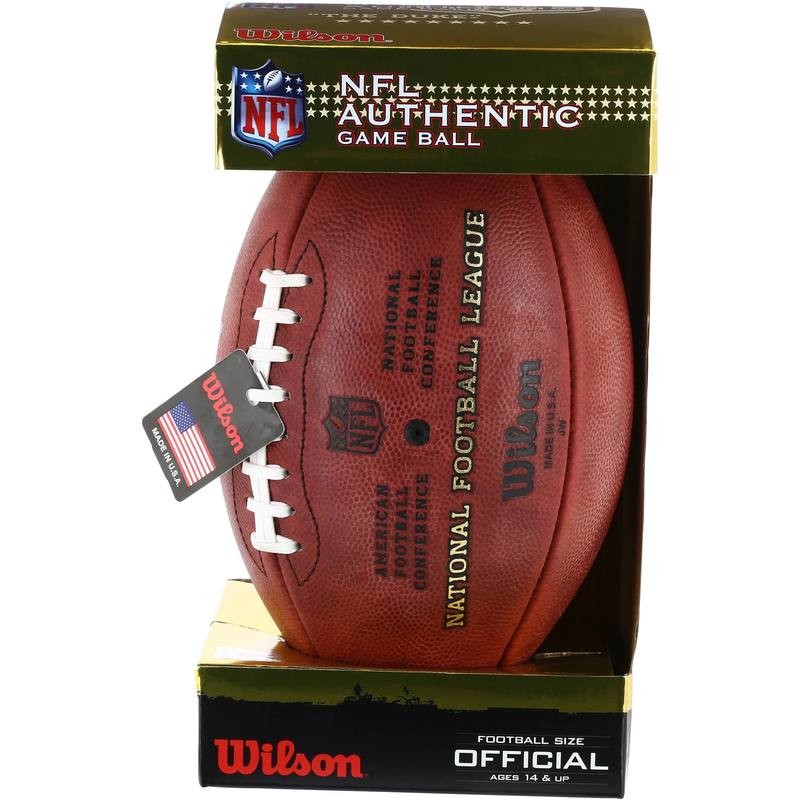 "THE DUKE"
Wilson
NFL
NFL
AUTHENTIC
GAME BALL
NATIONAL
FOOTBALL
CONFERENCE
NFL
AMERICAN
FOOTBALL
CONFERENCE
NATIONAL FOOTBALL LEAGUE
Wilson
MADE IN U.S.A.
JW
Wilson
MADE IN U.S.A.
Wilson
FOOTBALL SIZE
OFFICIAL
AGES 14 & UP